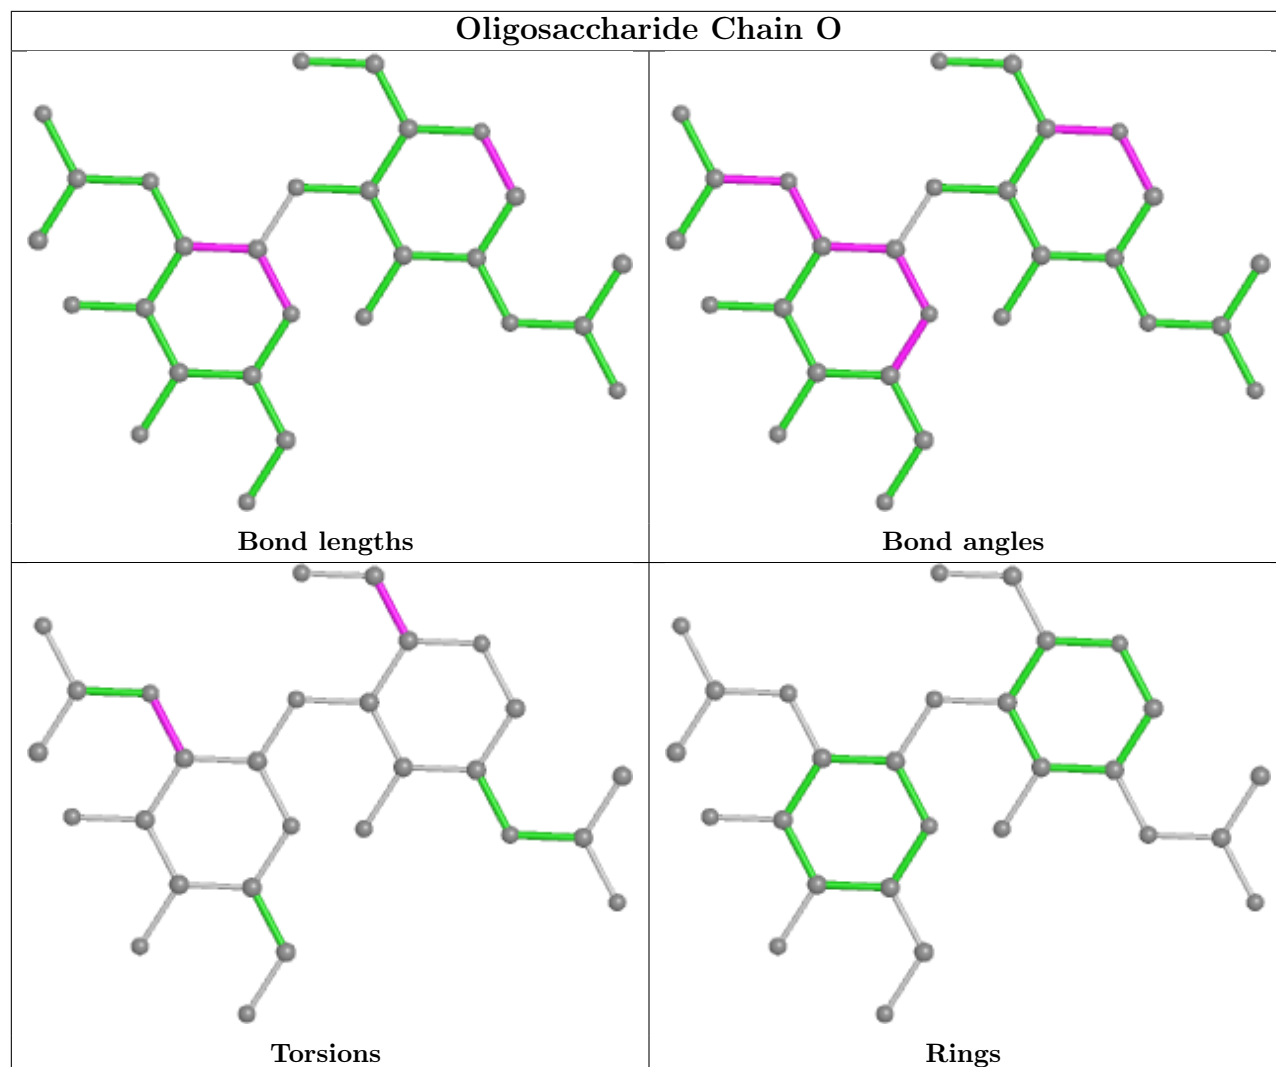 Oligosaccharide Chain O
Bond lengths
Bond angles
Torsions
Rings